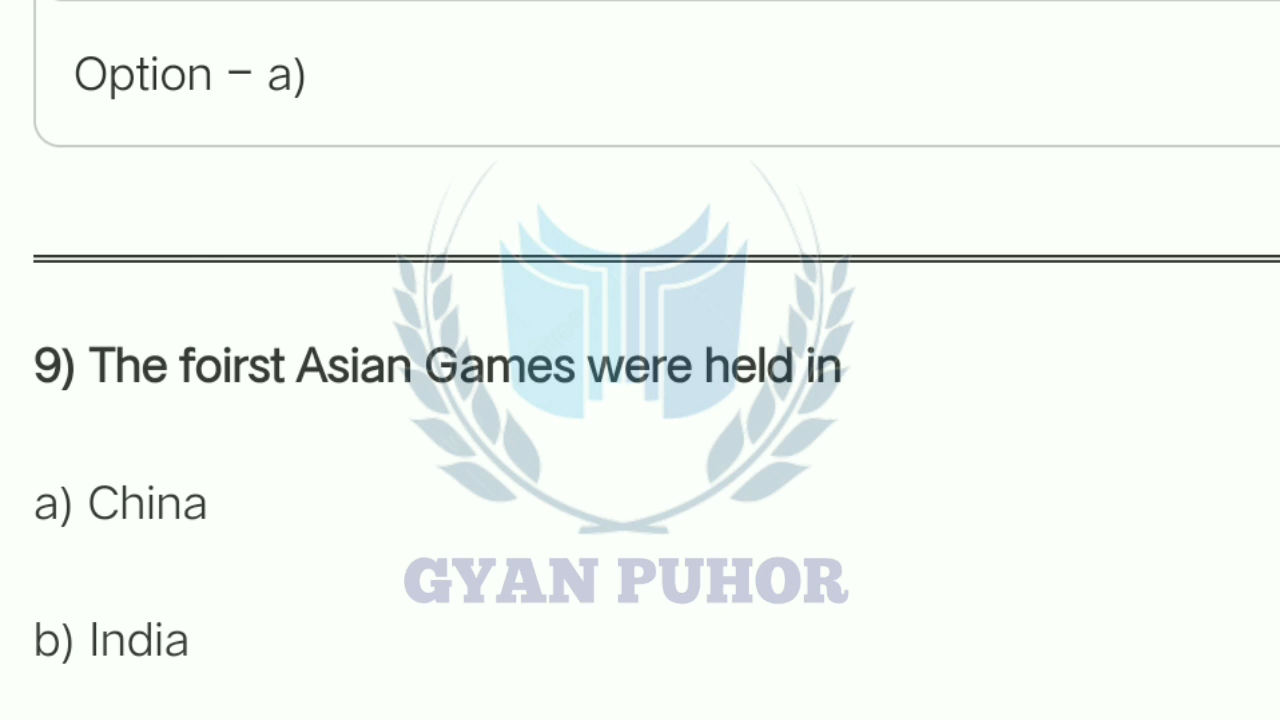 Option – a)
9) The foirst Asian Games were held in
a) China
GYAN PUHOR
b) India